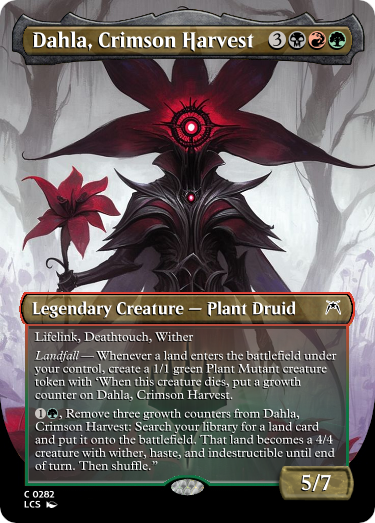 Dahla, Crimson Harvest 3
Legendary Creature — Plant Druid
Lifelink, Deathtouch, Wither
Landfall — Whenever a land enters the battlefield under
your control, create a 1/1 green Plant Mutant creature
token with ‘When this creature dies, put a growth
counter on Dahla, Crimson Harvest.
1, Remove three growth counters from Dahla,
Crimson Harvest: Search your library for a land card
and put it onto the battlefield. That land becomes a 4/4
creature with wither, haste, and indestructible until end
of turn. Then shuffle.”
5/7
C 0282
LCS